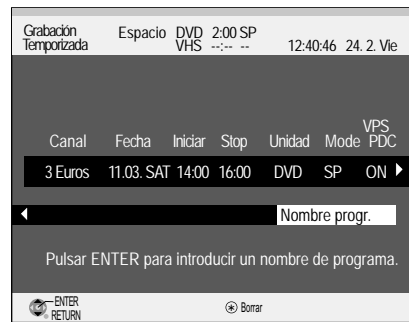 Grabación Temporizada Espacio DVD 2:00 SP
VHS --:-- -- 12:40:46 24. 2. Vie
VPS
Canal Fecha Iniciar Stop Unidad Mode PDC
3 Euros 11.03. SAT 14:00 16:00 DVD SP ON
Nombre progr.
Pulsar ENTER para introducir un nombre de programa.
ENTER
RETURN
Borrar